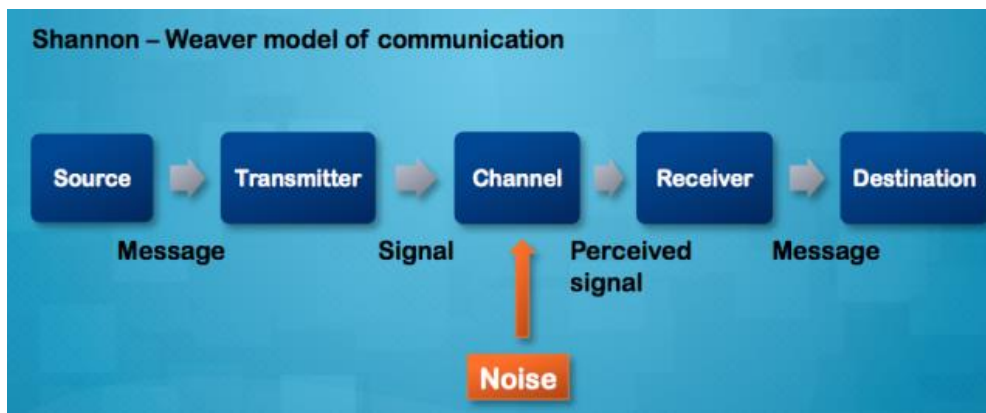 Shannon – Weaver model of communication
Source
Transmitter
Channel
Receiver
Destination
Message
Signal
Perceived
signal
Message
Noise